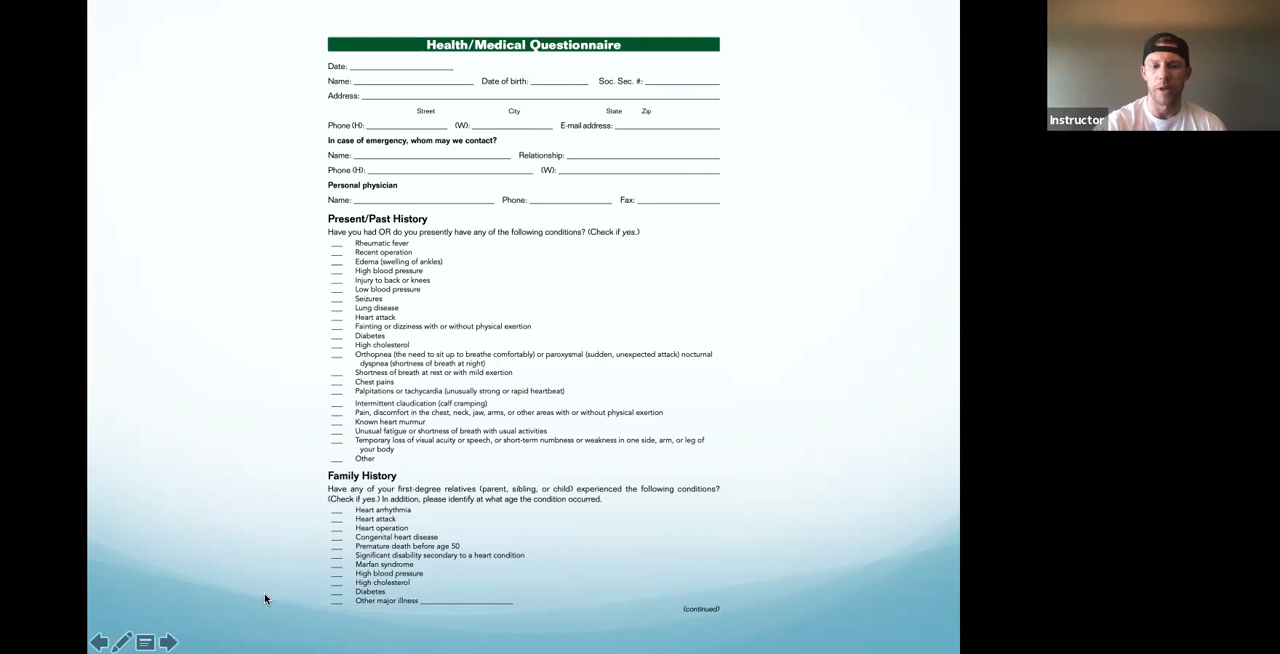 Health/Medical Questionnaire
Date:
Name: Date of birth: Soc. Sec. #:
Address:
Street City State Zip
Phone (H): (W): E-mail address:
In case of emergency, whom may we contact?
Name: Relationship:
Phone (H): (W):
Personal physician
Name: Phone: Fax:
Present/Past History
Have you had OR do you presently have any of the following conditions? (Check if yes.)
Rheumatic fever
Recent operation
Edema (swelling of ankles)
High blood pressure
Injury to back or knees
Low blood pressure
Seizures
Lung disease
Heart attack
Fainting or dizziness with or without physical exertion
Diabetes
High cholesterol
Orthopnea (the need to sit up to breathe comfortably) or paroxysmal (sudden, unexpected attack) nocturnal
dyspnea (shortness of breath at night)
Shortness of breath at rest or with mild exertion
Chest pains
Palpitations or tachycardia (unusually strong or rapid heartbeat)
Intermittent claudication (calf cramping)
Pain, discomfort in the chest, neck, jaw, arms, or other areas with or without physical exertion
Known heart murmur
Unusual fatigue or shortness of breath with usual activities
Temporary loss of visual acuity or speech, or short-term numbness or weakness in one side, arm, or leg of
your body
Other
Family History
Have any of your first-degree relatives (parent, sibling, or child) experienced the following conditions?
(Check if yes.) In addition, please identify at what age the condition occurred.
Heart arrhythmia
Heart attack
Heart operation
Congenital heart disease
Premature death before age 50
Significant disability secondary to a heart condition
Marfan syndrome
High blood pressure
High cholesterol
Diabetes
Other major illness
(continued)
Instructor